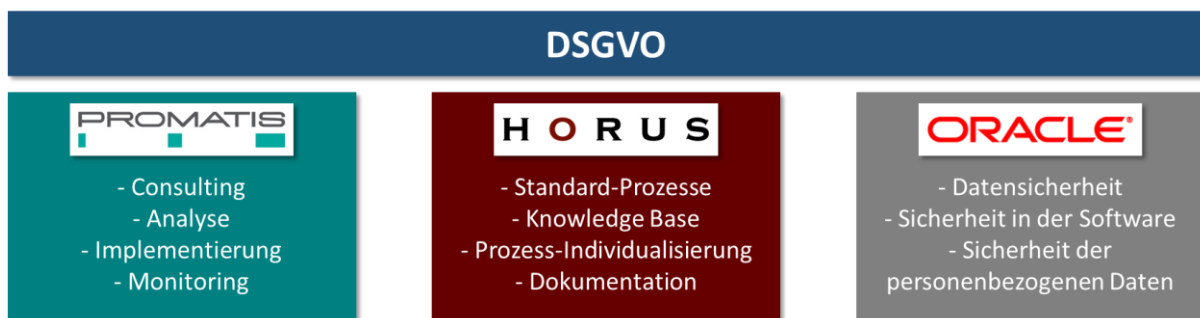 DSGVO
PROMATIS
- Consulting
- Analyse
- Implementierung
- Monitoring
HORUS
- Standard-Prozesse
- Knowledge Base
- Prozess-Individualisierung
- Dokumentation
ORACLE®
- Datensicherheit
- Sicherheit in der Software
- Sicherheit der
personenbezogenen Daten